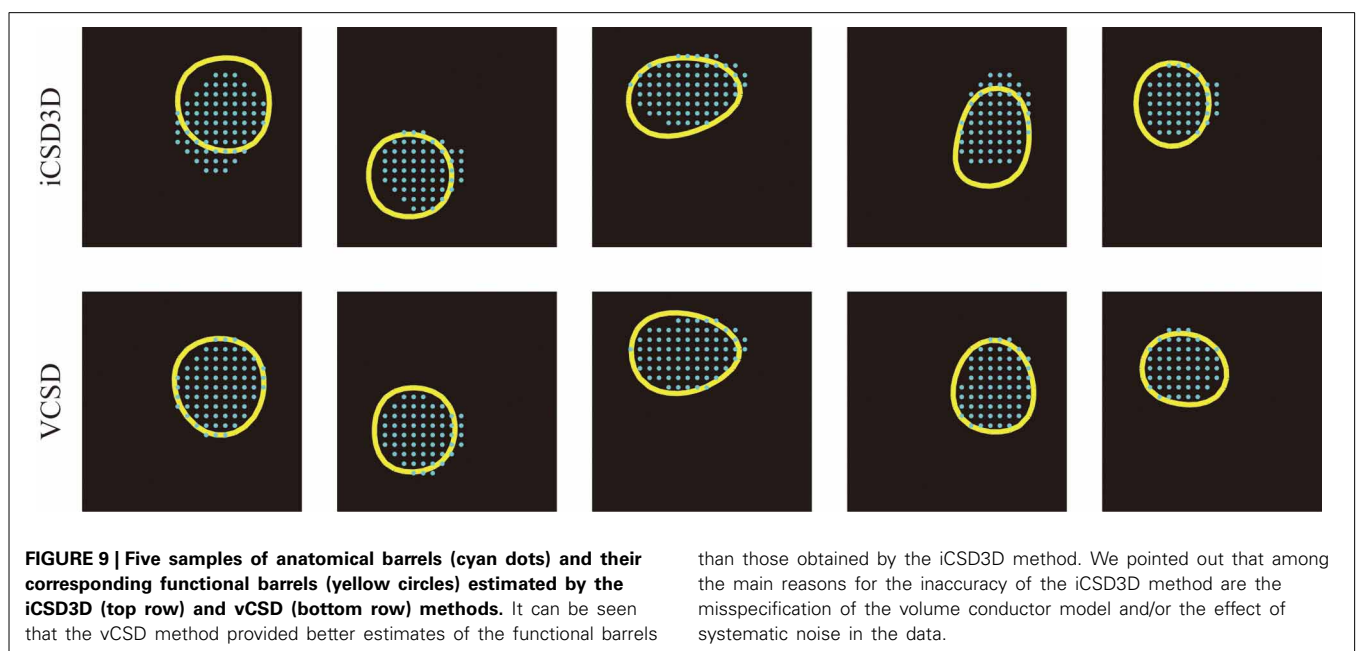 iCSD3D
VCSD
FIGURE 9 | Five samples of anatomical barrels (cyan dots) and their
corresponding functional barrels (yellow circles) estimated by the
iCSD3D (top row) and vCSD (bottom row) methods. It can be seen
that the vCSD method provided better estimates of the functional barrels
than those obtained by the iCSD3D method. We pointed out that among
the main reasons for the inaccuracy of the iCSD3D method are the
misspecification of the volume conductor model and/or the effect of
systematic noise in the data.